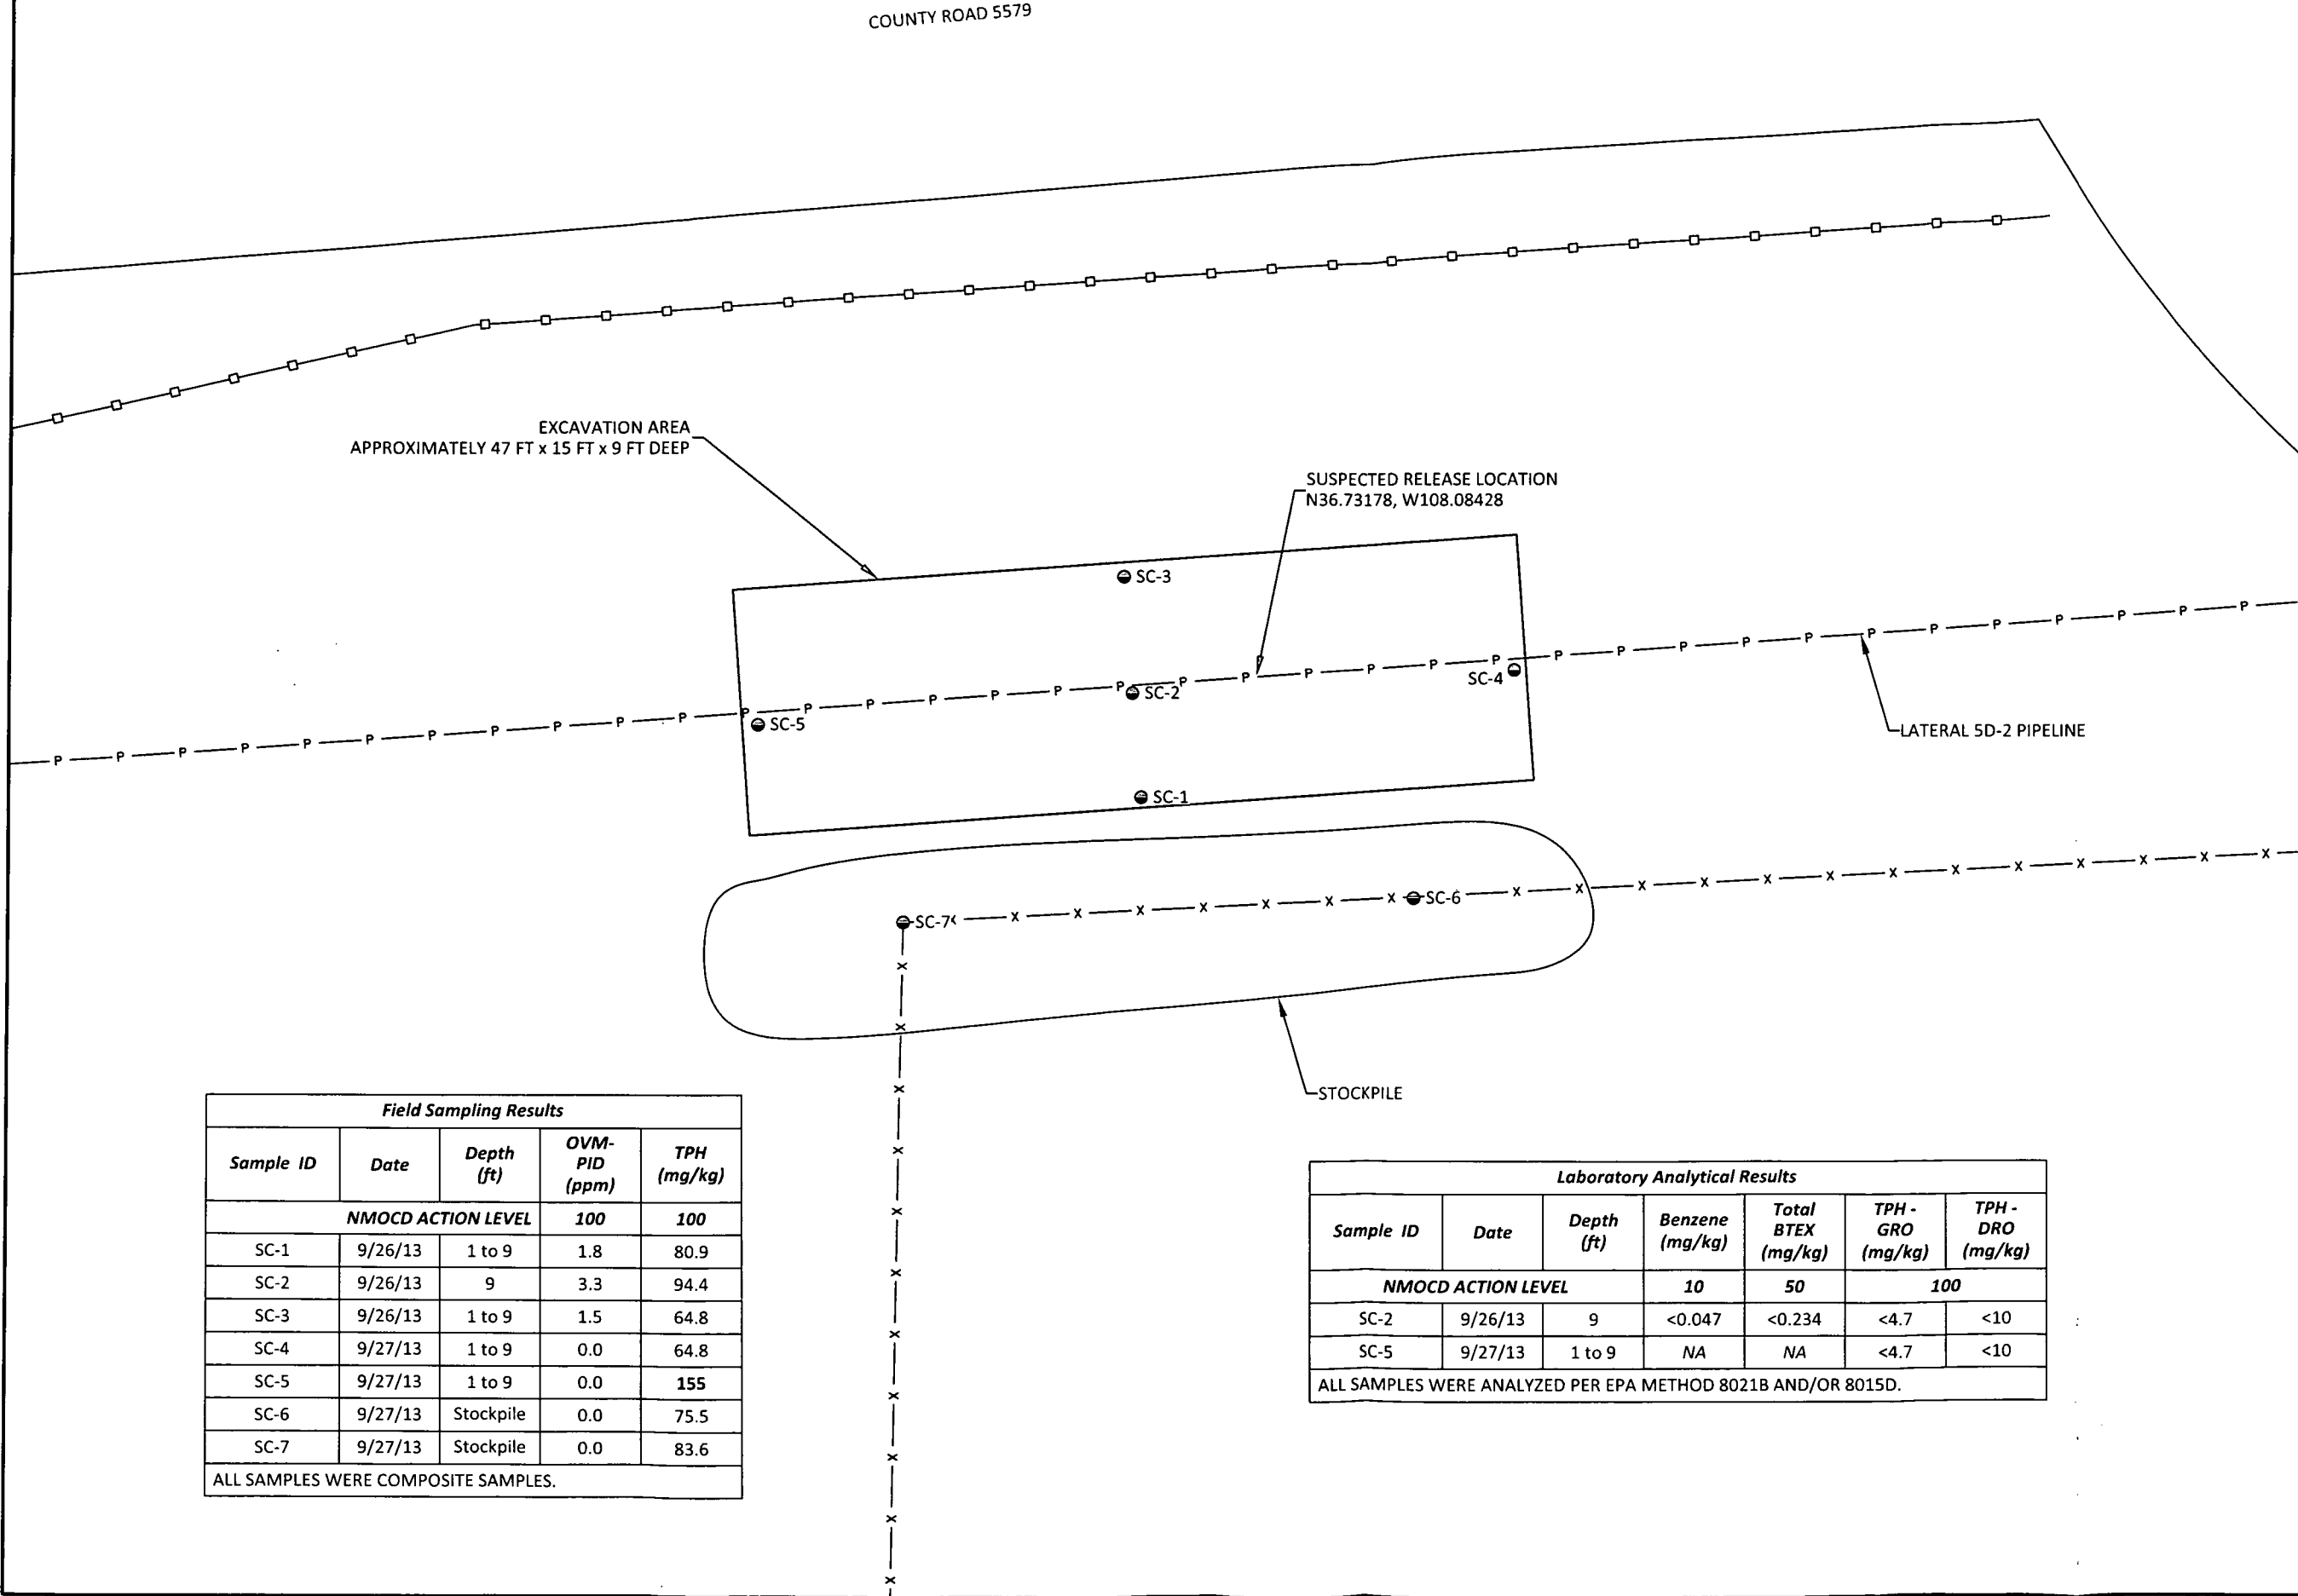 COUNTY ROAD 5579
EXCAVATION AREA
APPROXIMATELY 47 FT x 15 FT x 9 FT DEEP
SUSPECTED RELEASE LOCATION
N36.73178, W108.08428
SC-3
SC-2
SC-4
SC-5
SC-1
LATERAL 5D-2 PIPELINE
SC-6
SC-7
STOCKPILE
Field Sampling Results
Sample ID Date Depth (ft) OVM-PID (ppm) TPH (mg/kg)
NMOCD ACTION LEVEL 100 100
SC-1 9/26/13 1 to 9 1.8 80.9
SC-2 9/26/13 9 3.3 94.4
SC-3 9/26/13 1 to 9 1.5 64.8
SC-4 9/27/13 1 to 9 0.0 64.8
SC-5 9/27/13 1 to 9 0.0 155
SC-6 9/27/13 Stockpile 0.0 75.5
SC-7 9/27/13 Stockpile 0.0 83.6
ALL SAMPLES WERE COMPOSITE SAMPLES.
Laboratory Analytical Results
Sample ID Date Depth (ft) Benzene (mg/kg) Total BTEX (mg/kg) TPH - GRO (mg/kg) TPH - DRO (mg/kg)
NMOCD ACTION LEVEL 10 50 100
SC-2 9/26/13 9 <0.047 <0.234 <4.7 <10
SC-5 9/27/13 1 to 9 NA NA <4.7 <10
ALL SAMPLES WERE ANALYZED PER EPA METHOD 8021B AND/OR 8015D.